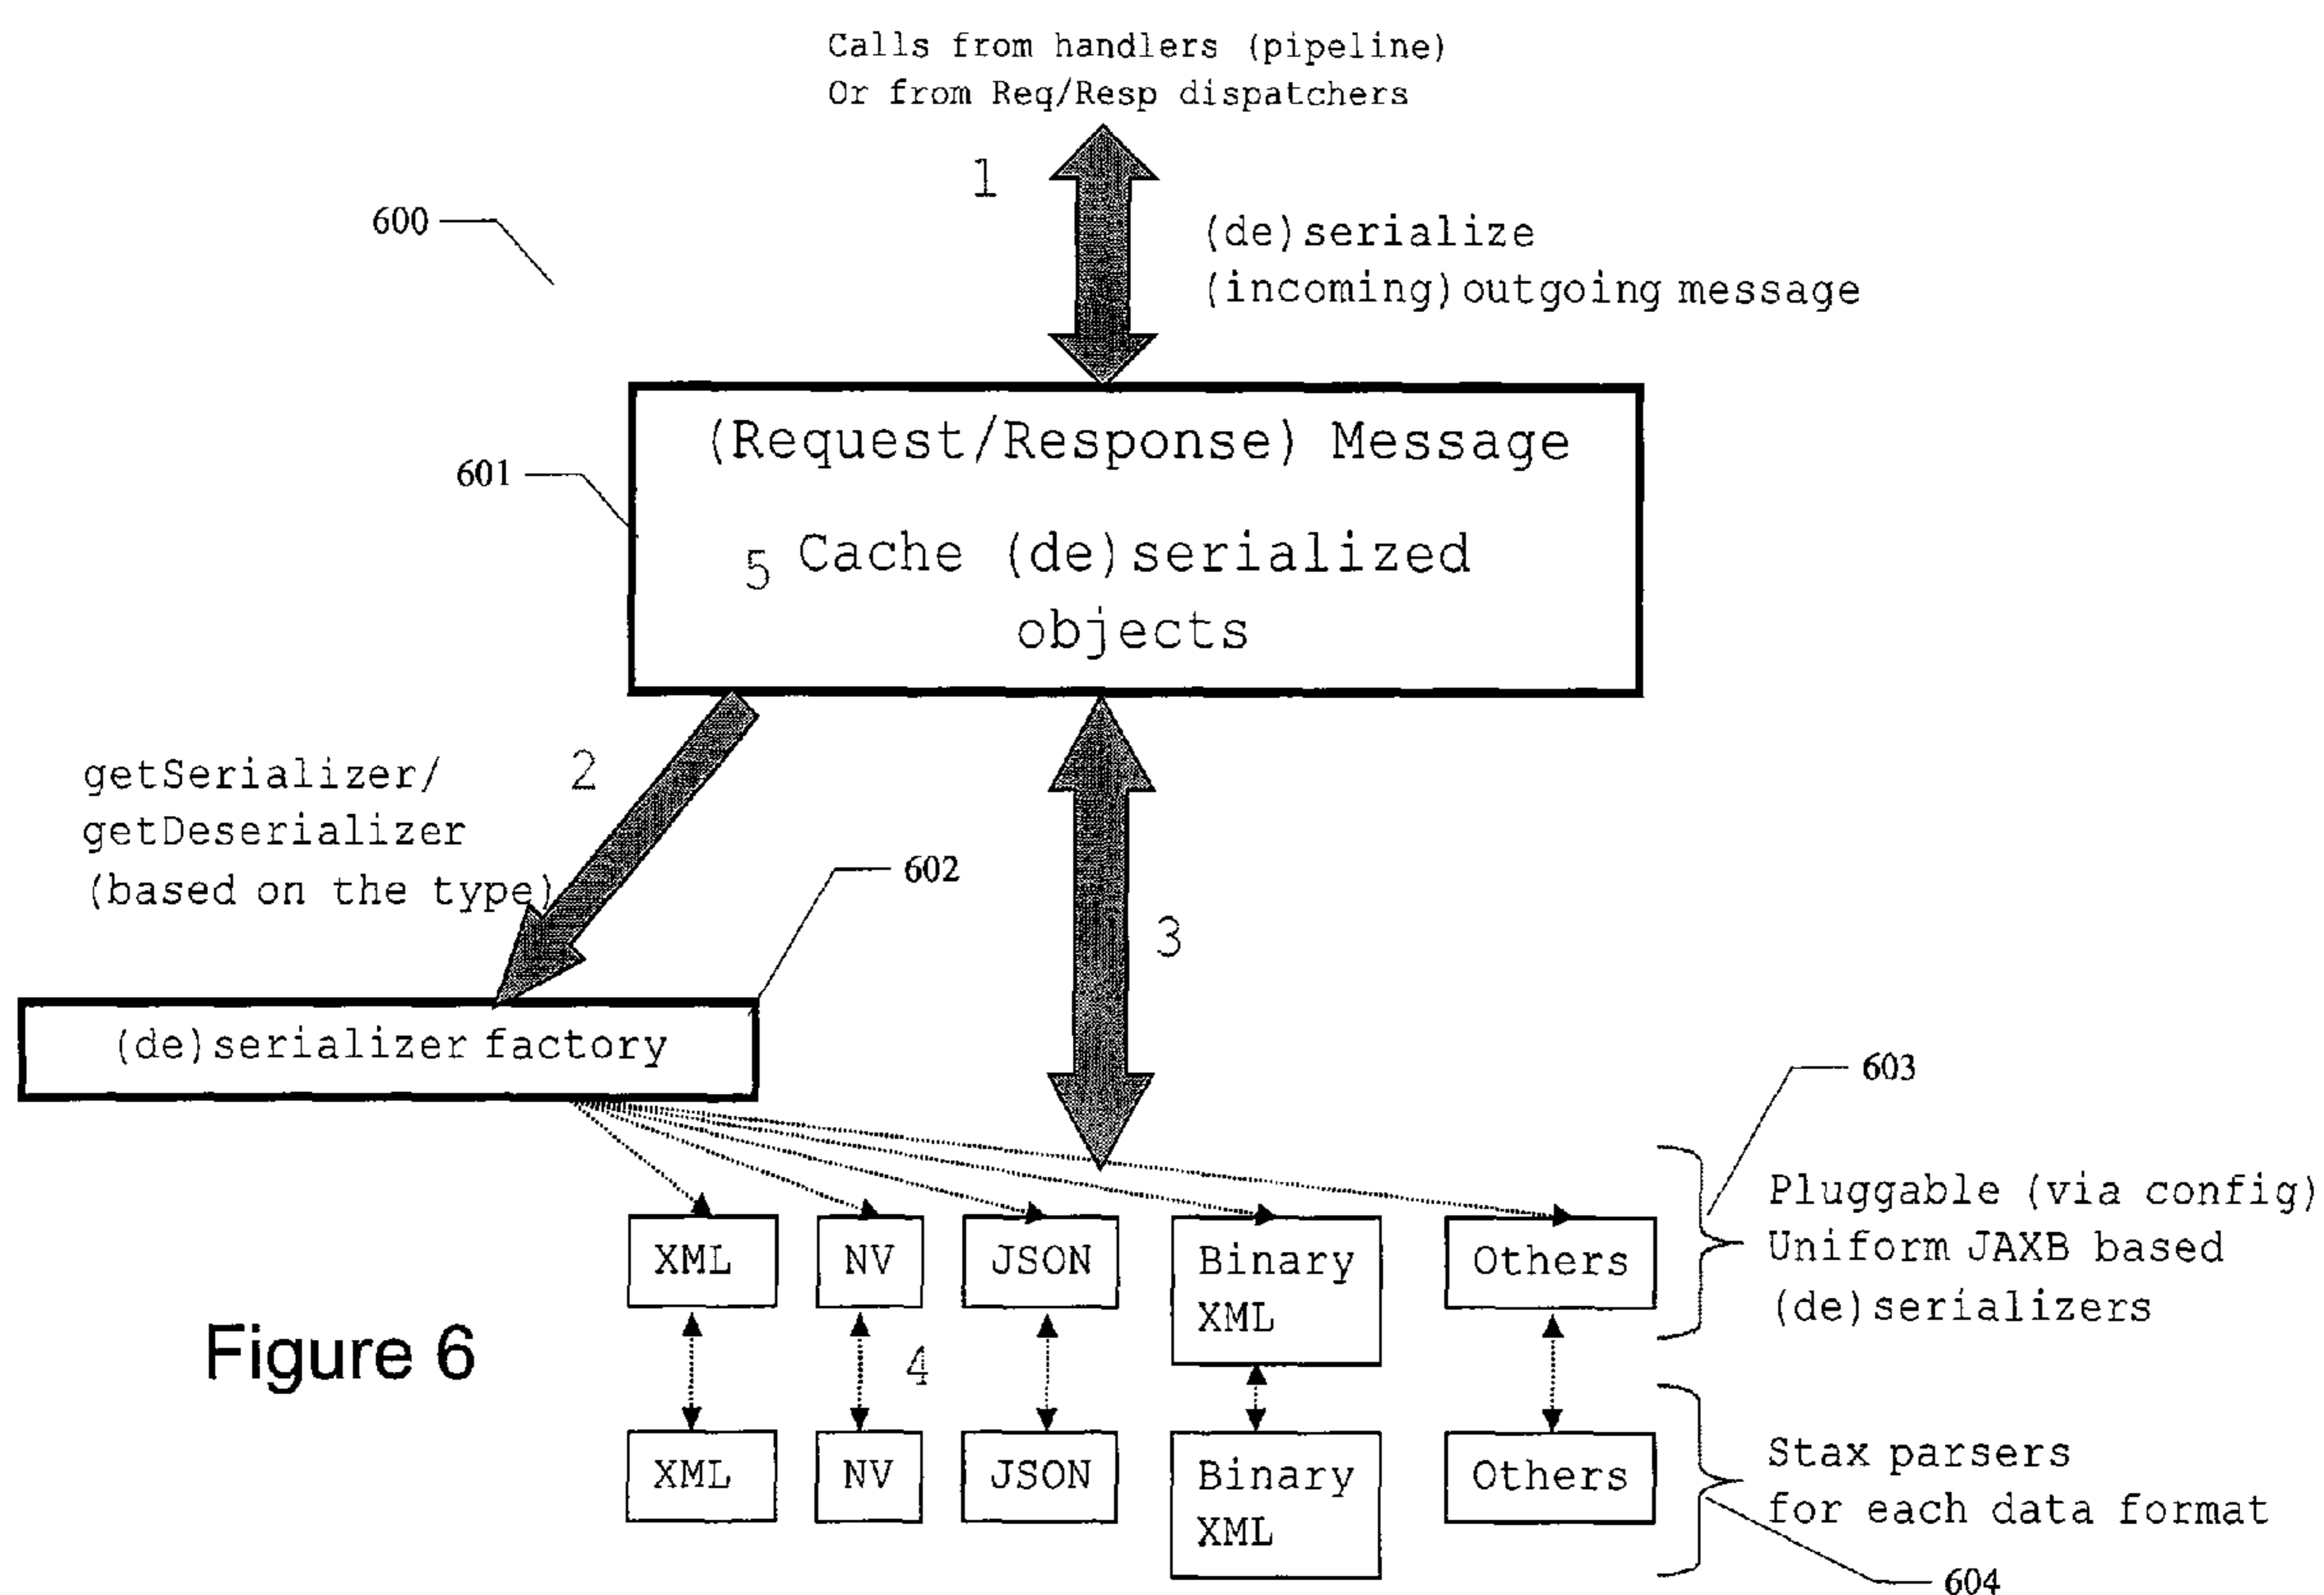 Calls from handlers (pipeline)
Or from Req/Resp dispatchers
1
600
(de)serialize
(incoming)outgoing message
(Request/Response) Message
601
5 Cache (de)serialized
objects
2
getSerializer/
getDeserializer
(based on the type)
602
3
(de)serializer factory
603
Pluggable (via config)
Uniform JAXB based
(de)serializers
XML
NV
JSON
Binary
XML
Others
Figure 6
4
XML
NV
JSON
Binary
XML
Others
Stax parsers
for each data format
604